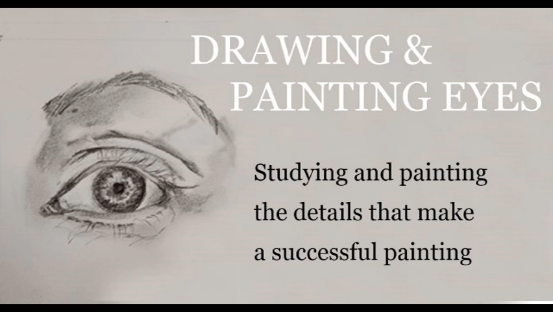 DRAWING &
PAINTING EYES
Studying and painting
the details that make
a successful painting